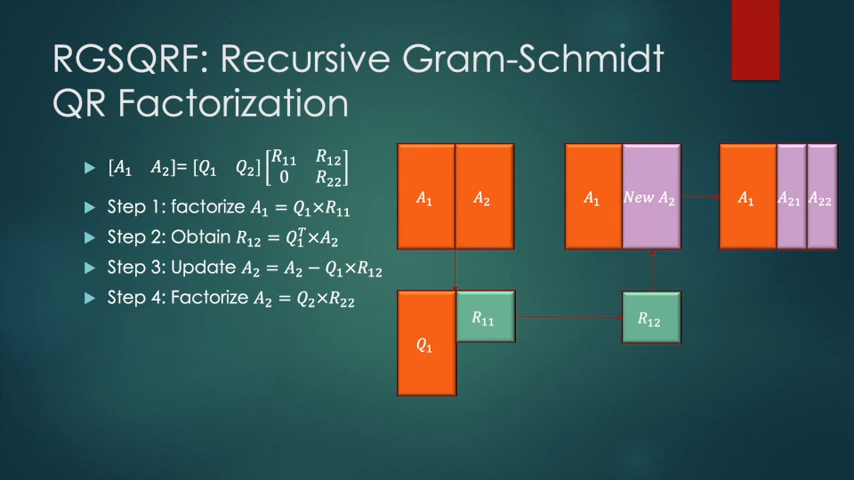 RGSQRF: Recursive Gram-Schmidt
QR Factorization
[A₁ A₂]= [Q₁ Q₂] [R₁₁ R₁₂
0 R₂₂]
Step 1: factorize A₁ = Q₁×R₁₁
Step 2: Obtain R₁₂ = Q₁ᵀ×A₂
Step 3: Update A₂ = A₂ − Q₁×R₁₂
Step 4: Factorize A₂ = Q₂×R₂₂
A₁ A₂
A₁ New A₂
A₁ A₂₁ A₂₂
Q₁
R₁₁
R₁₂